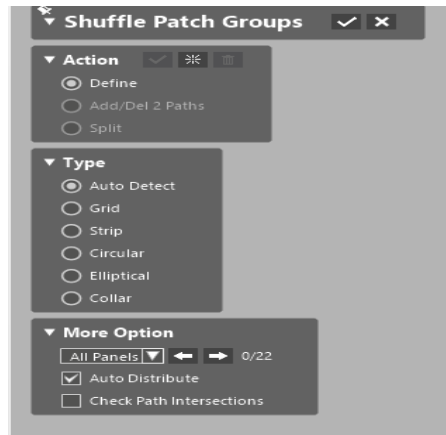 Shuffle Patch Groups
Action
Define
Add/Del 2 Paths
Split
Type
Auto Detect
Grid
Strip
Circular
Elliptical
Collar
More Option
All Panels 0/22
Auto Distribute
Check Path Intersections